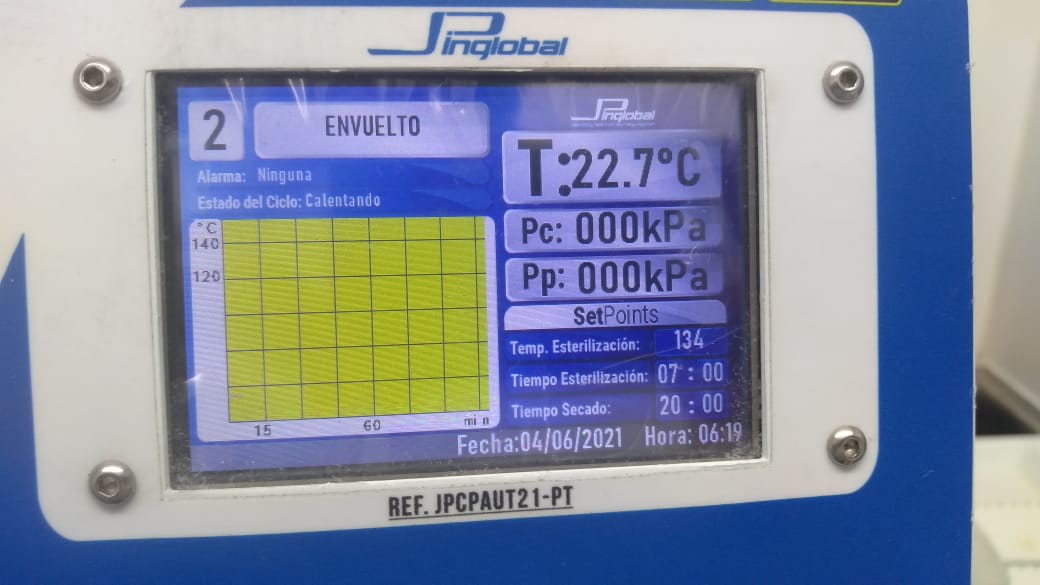 JPinglobal
2
ENVUELTO
JPinglobal
Alarma: Ninguna
Estado del Ciclo: Calentando
T:22.7°C
Pc: 000kPa
Pp: 000kPa
°C
140
120
15
60
min
SetPoints
Temp. Esterilización: 134
Tiempo Esterilización: 07 : 00
Tiempo Secado: 20 : 00
Fecha:04/06/2021 Hora: 06:19
REF. JPCPAUT21-PT